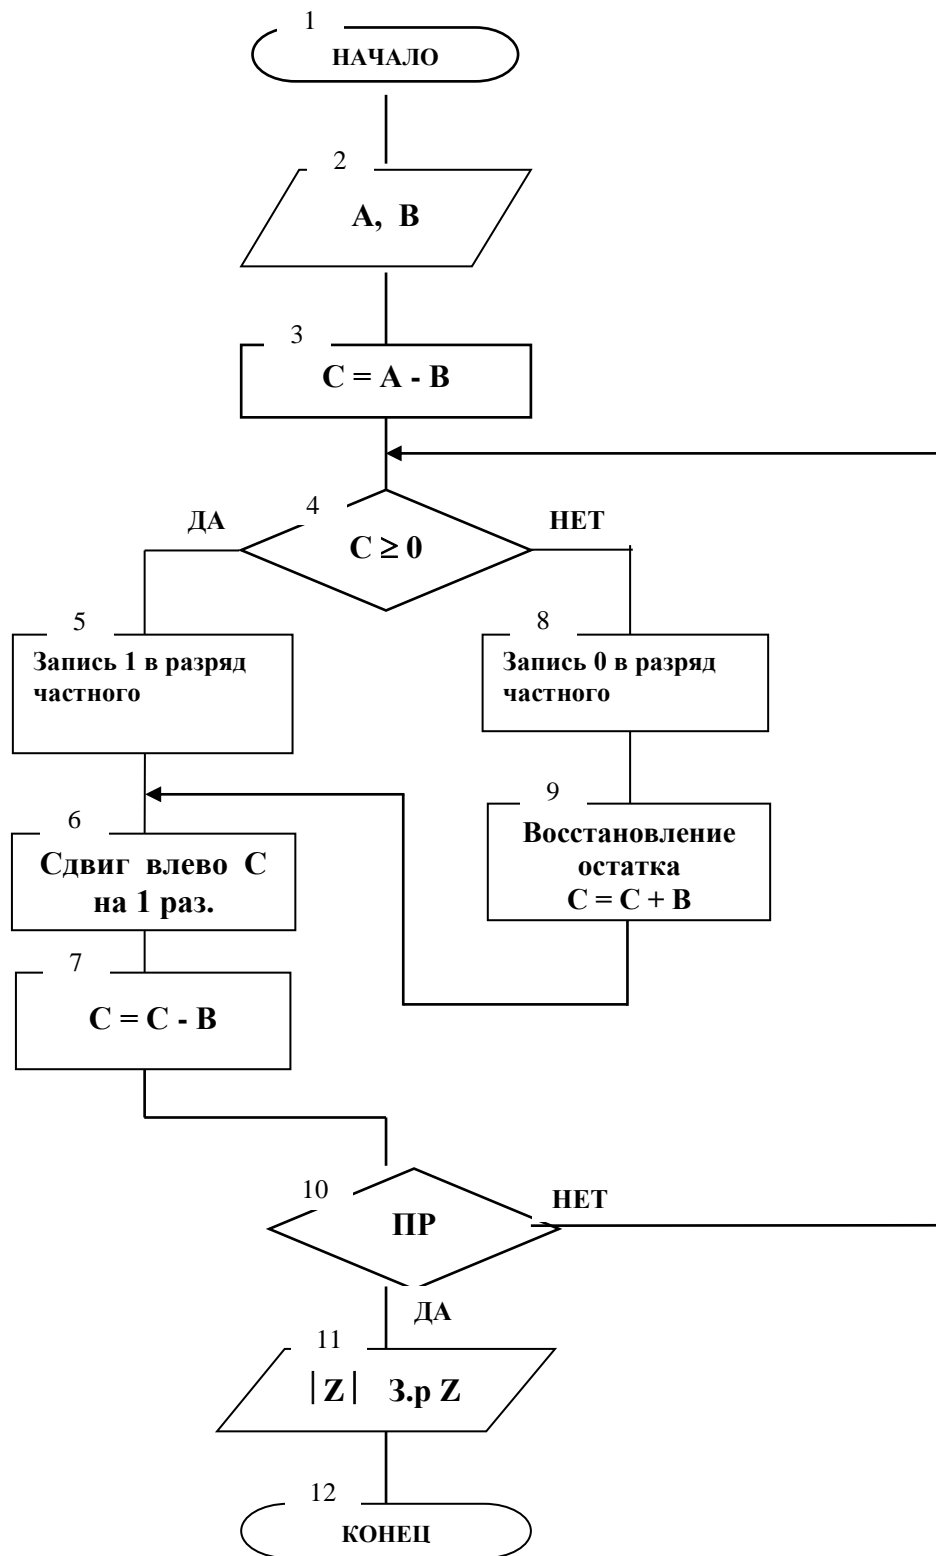 1
НАЧАЛО
2
А, В
3
С = А - В
4
ДА
НЕТ
С ≥ 0
5
Запись 1 в разряд
частного
8
Запись 0 в разряд
частного
6
Сдвиг влево С
на 1 раз.
9
Восстановление
остатка
С = С + В
7
С = С - В
10
НЕТ
ПР
ДА
11
|Z| З.р Z
12
КОНЕЦ